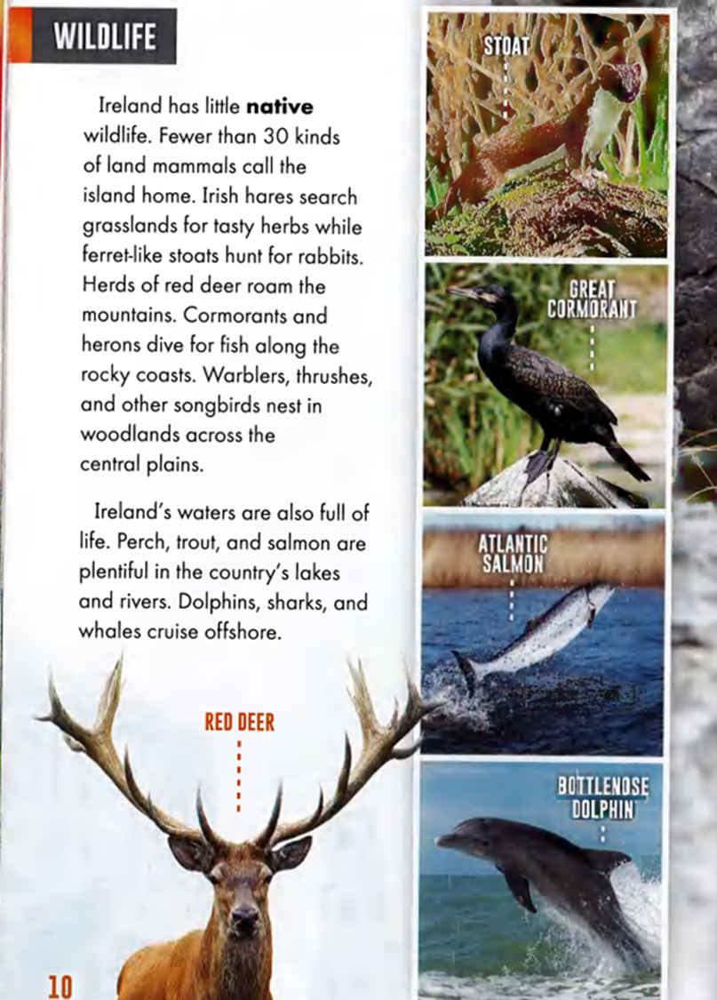 WILDLIFE
Ireland has little native
wildlife. Fewer than 30 kinds
of land mammals call the
island home. Irish hares search
grasslands for tasty herbs while
ferret-like stoats hunt for rabbits.
Herds of red deer roam the
mountains. Cormorants and
herons dive for fish along the
rocky coasts. Warblers, thrushes,
and other songbirds nest in
woodlands across the
central plains.
Ireland's waters are also full of
life. Perch, trout, and salmon are
plentiful in the country's lakes
and rivers. Dolphins, sharks, and
whales cruise offshore.
RED DEER
10
STOAT
GREAT
CORMORANT
ATLANTIC
SALMON
BOTTLENOSE
DOLPHIN